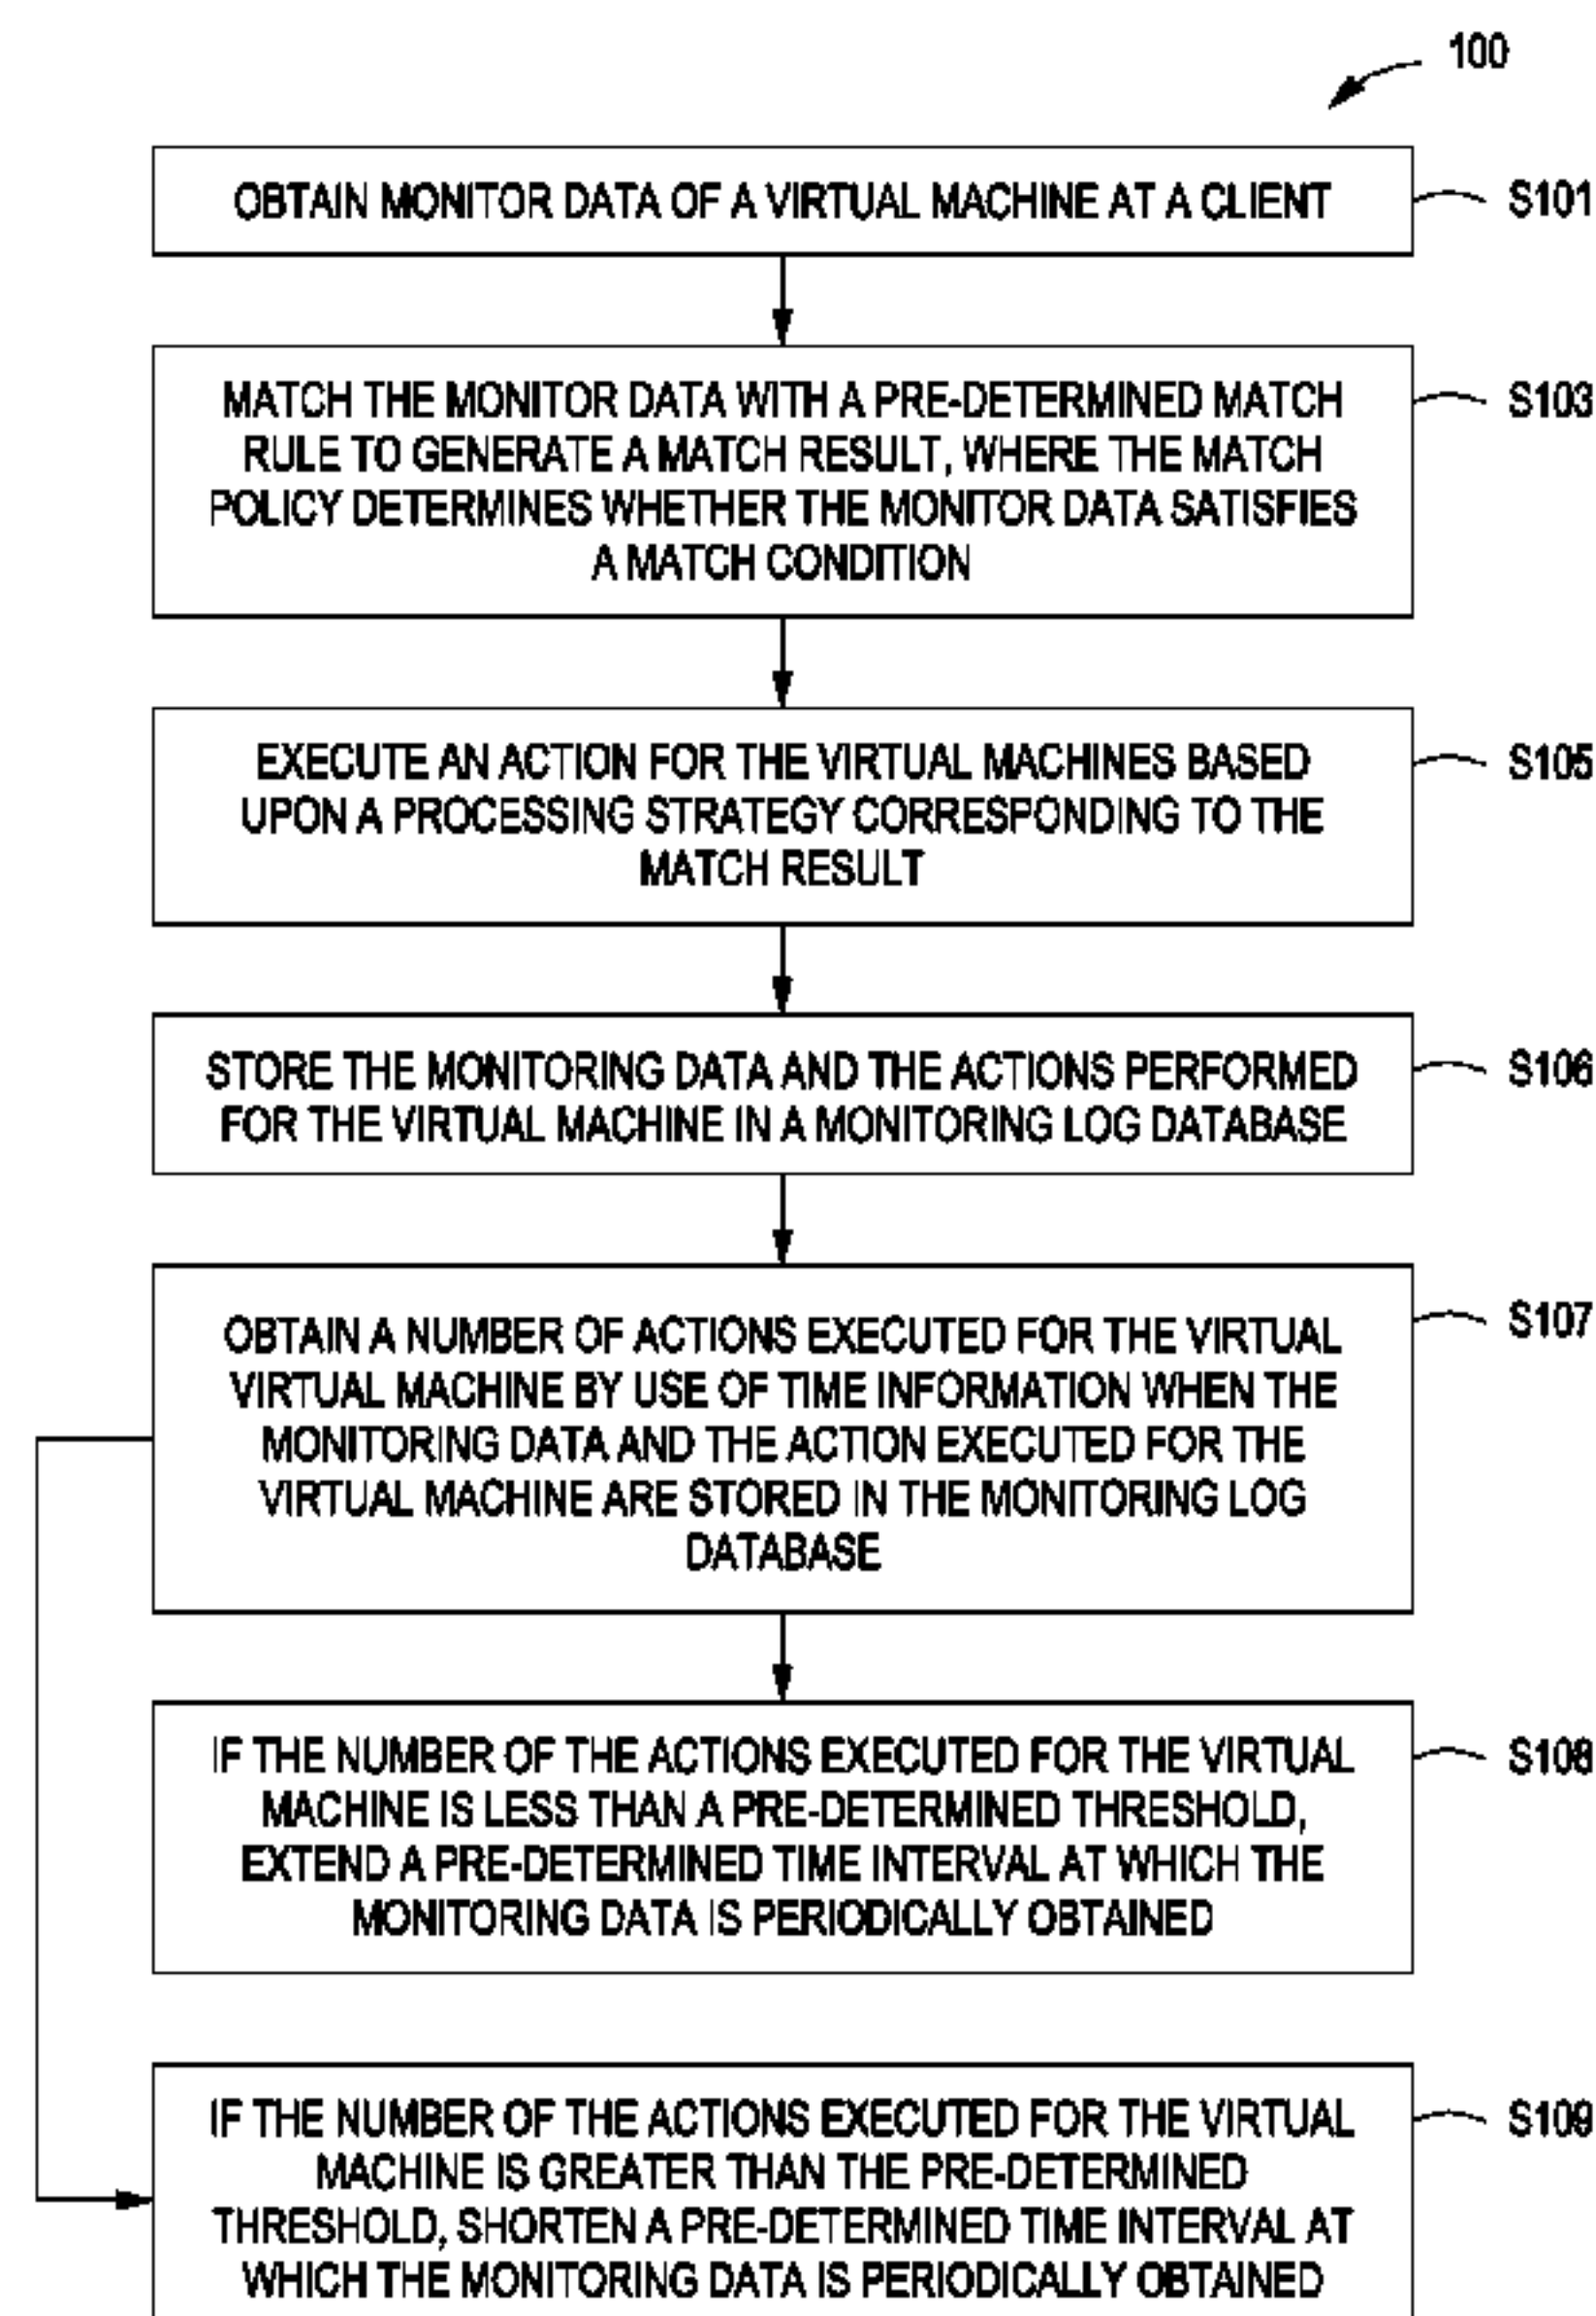 100
OBTAIN MONITOR DATA OF A VIRTUAL MACHINE AT A CLIENT
S101
MATCH THE MONITOR DATA WITH A PRE-DETERMINED MATCH
RULE TO GENERATE A MATCH RESULT, WHERE THE MATCH
POLICY DETERMINES WHETHER THE MONITOR DATA SATISFIES
A MATCH CONDITION
S103
EXECUTE AN ACTION FOR THE VIRTUAL MACHINES BASED
UPON A PROCESSING STRATEGY CORRESPONDING TO THE
MATCH RESULT
S105
STORE THE MONITORING DATA AND THE ACTIONS PERFORMED
FOR THE VIRTUAL MACHINE IN A MONITORING LOG DATABASE
S106
OBTAIN A NUMBER OF ACTIONS EXECUTED FOR THE VIRTUAL
VIRTUAL MACHINE BY USE OF TIME INFORMATION WHEN THE
MONITORING DATA AND THE ACTION EXECUTED FOR THE
VIRTUAL MACHINE ARE STORED IN THE MONITORING LOG
DATABASE
S107
IF THE NUMBER OF THE ACTIONS EXECUTED FOR THE VIRTUAL
MACHINE IS LESS THAN A PRE-DETERMINED THRESHOLD,
EXTEND A PRE-DETERMINED TIME INTERVAL AT WHICH THE
MONITORING DATA IS PERIODICALLY OBTAINED
S108
IF THE NUMBER OF THE ACTIONS EXECUTED FOR THE VIRTUAL
MACHINE IS GREATER THAN THE PRE-DETERMINED
THRESHOLD, SHORTEN A PRE-DETERMINED TIME INTERVAL AT
WHICH THE MONITORING DATA IS PERIODICALLY OBTAINED
S109